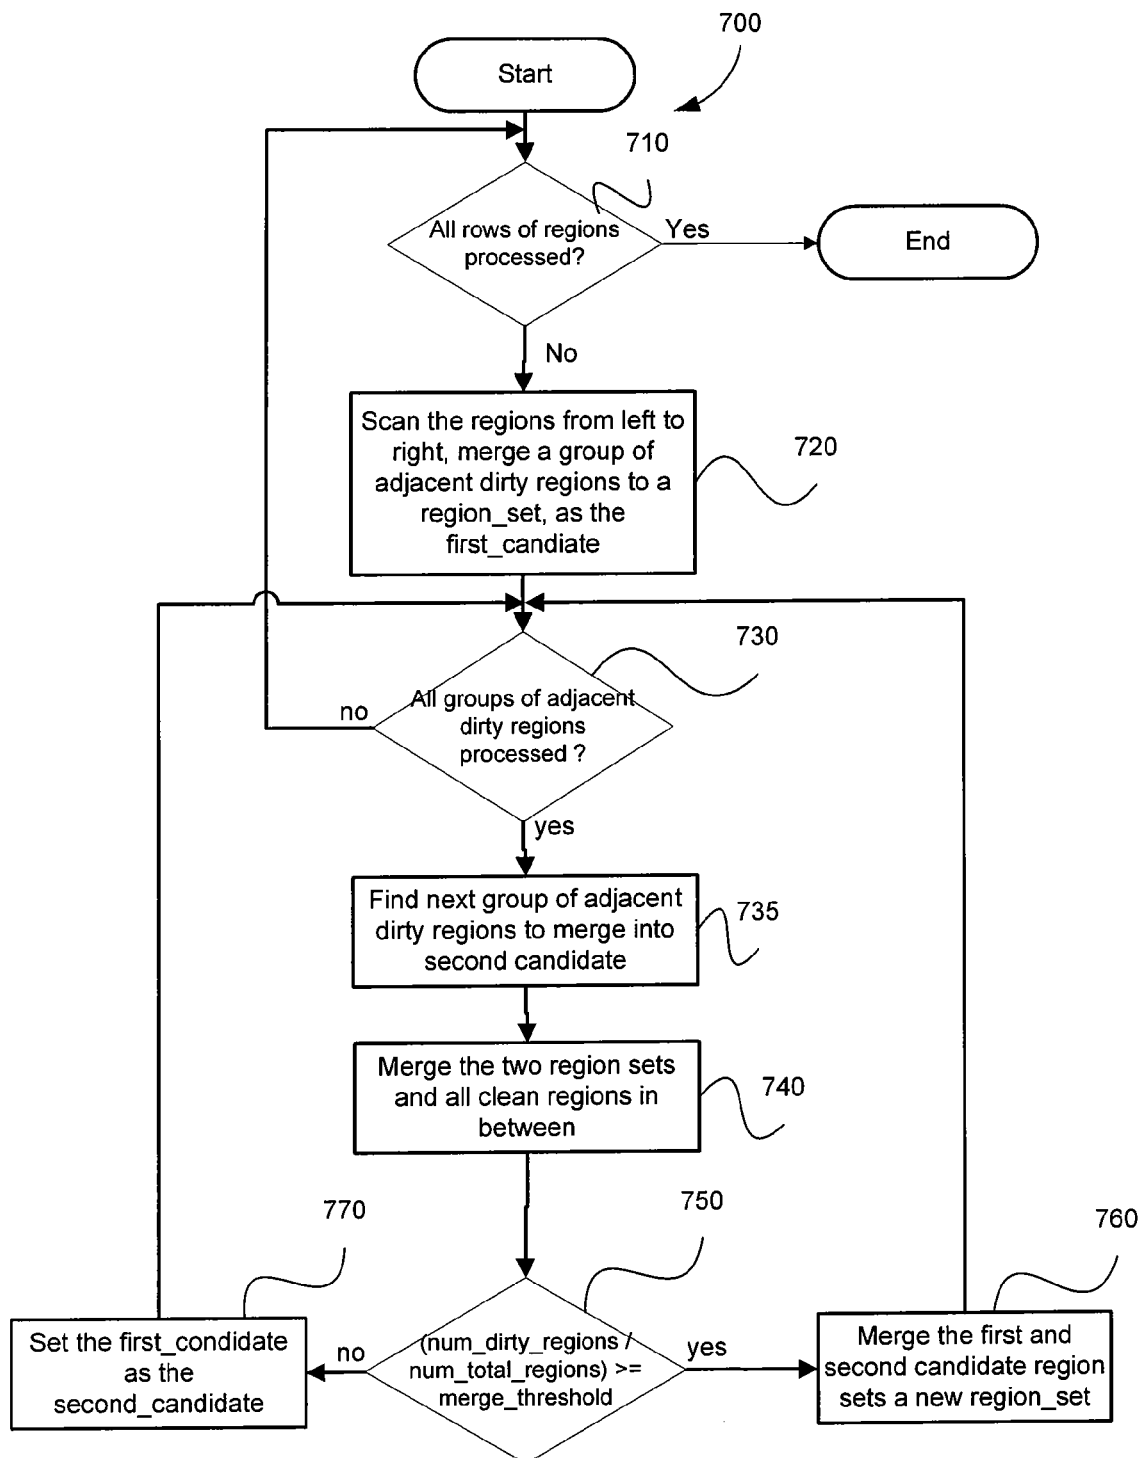 700
Start
710
All rows of regions
processed?
Yes
End
No
Scan the regions from left to
right, merge a group of
adjacent dirty regions to a
region_set, as the
first_candiate
720
730
All groups of adjacent
dirty regions
processed ?
no
yes
Find next group of adjacent
dirty regions to merge into
second candidate
735
Merge the two region sets
and all clean regions in
between
740
750
770
760
Set the first_condidate
as the
second_candidate
no
(num_dirty_regions /
num_total_regions) >=
merge_threshold
yes
Merge the first and
second candidate region
sets a new region_set